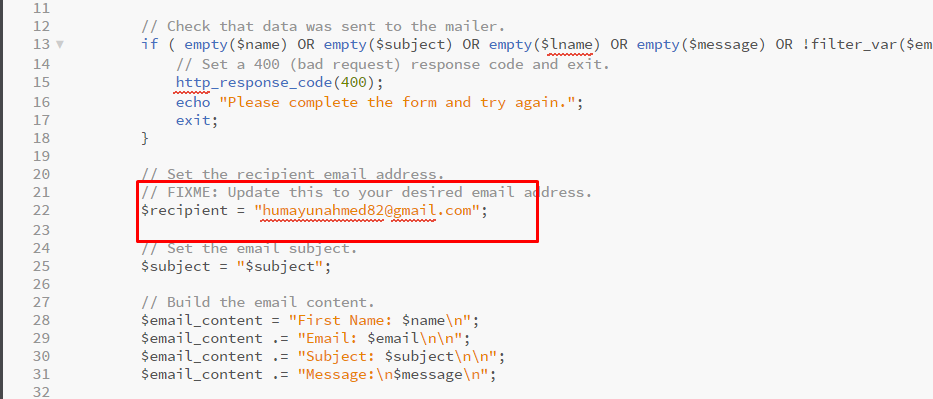 11
12 // Check that data was sent to the mailer.
13 if ( empty($name) OR empty($subject) OR empty($lname) OR empty($message) OR !filter_var($em
14 // Set a 400 (bad request) response code and exit.
15 http_response_code(400);
16 echo "Please complete the form and try again.";
17 exit;
18 }
19
20 // Set the recipient email address.
21 // FIXME: Update this to your desired email address.
22 $recipient = "humayunahmed82@gmail.com";
23
24 // Set the email subject.
25 $subject = "$subject";
26
27 // Build the email content.
28 $email_content = "First Name: $name\n";
29 $email_content .= "Email: $email\n\n";
30 $email_content .= "Subject: $subject\n\n";
31 $email_content .= "Message:\n$message\n";
32